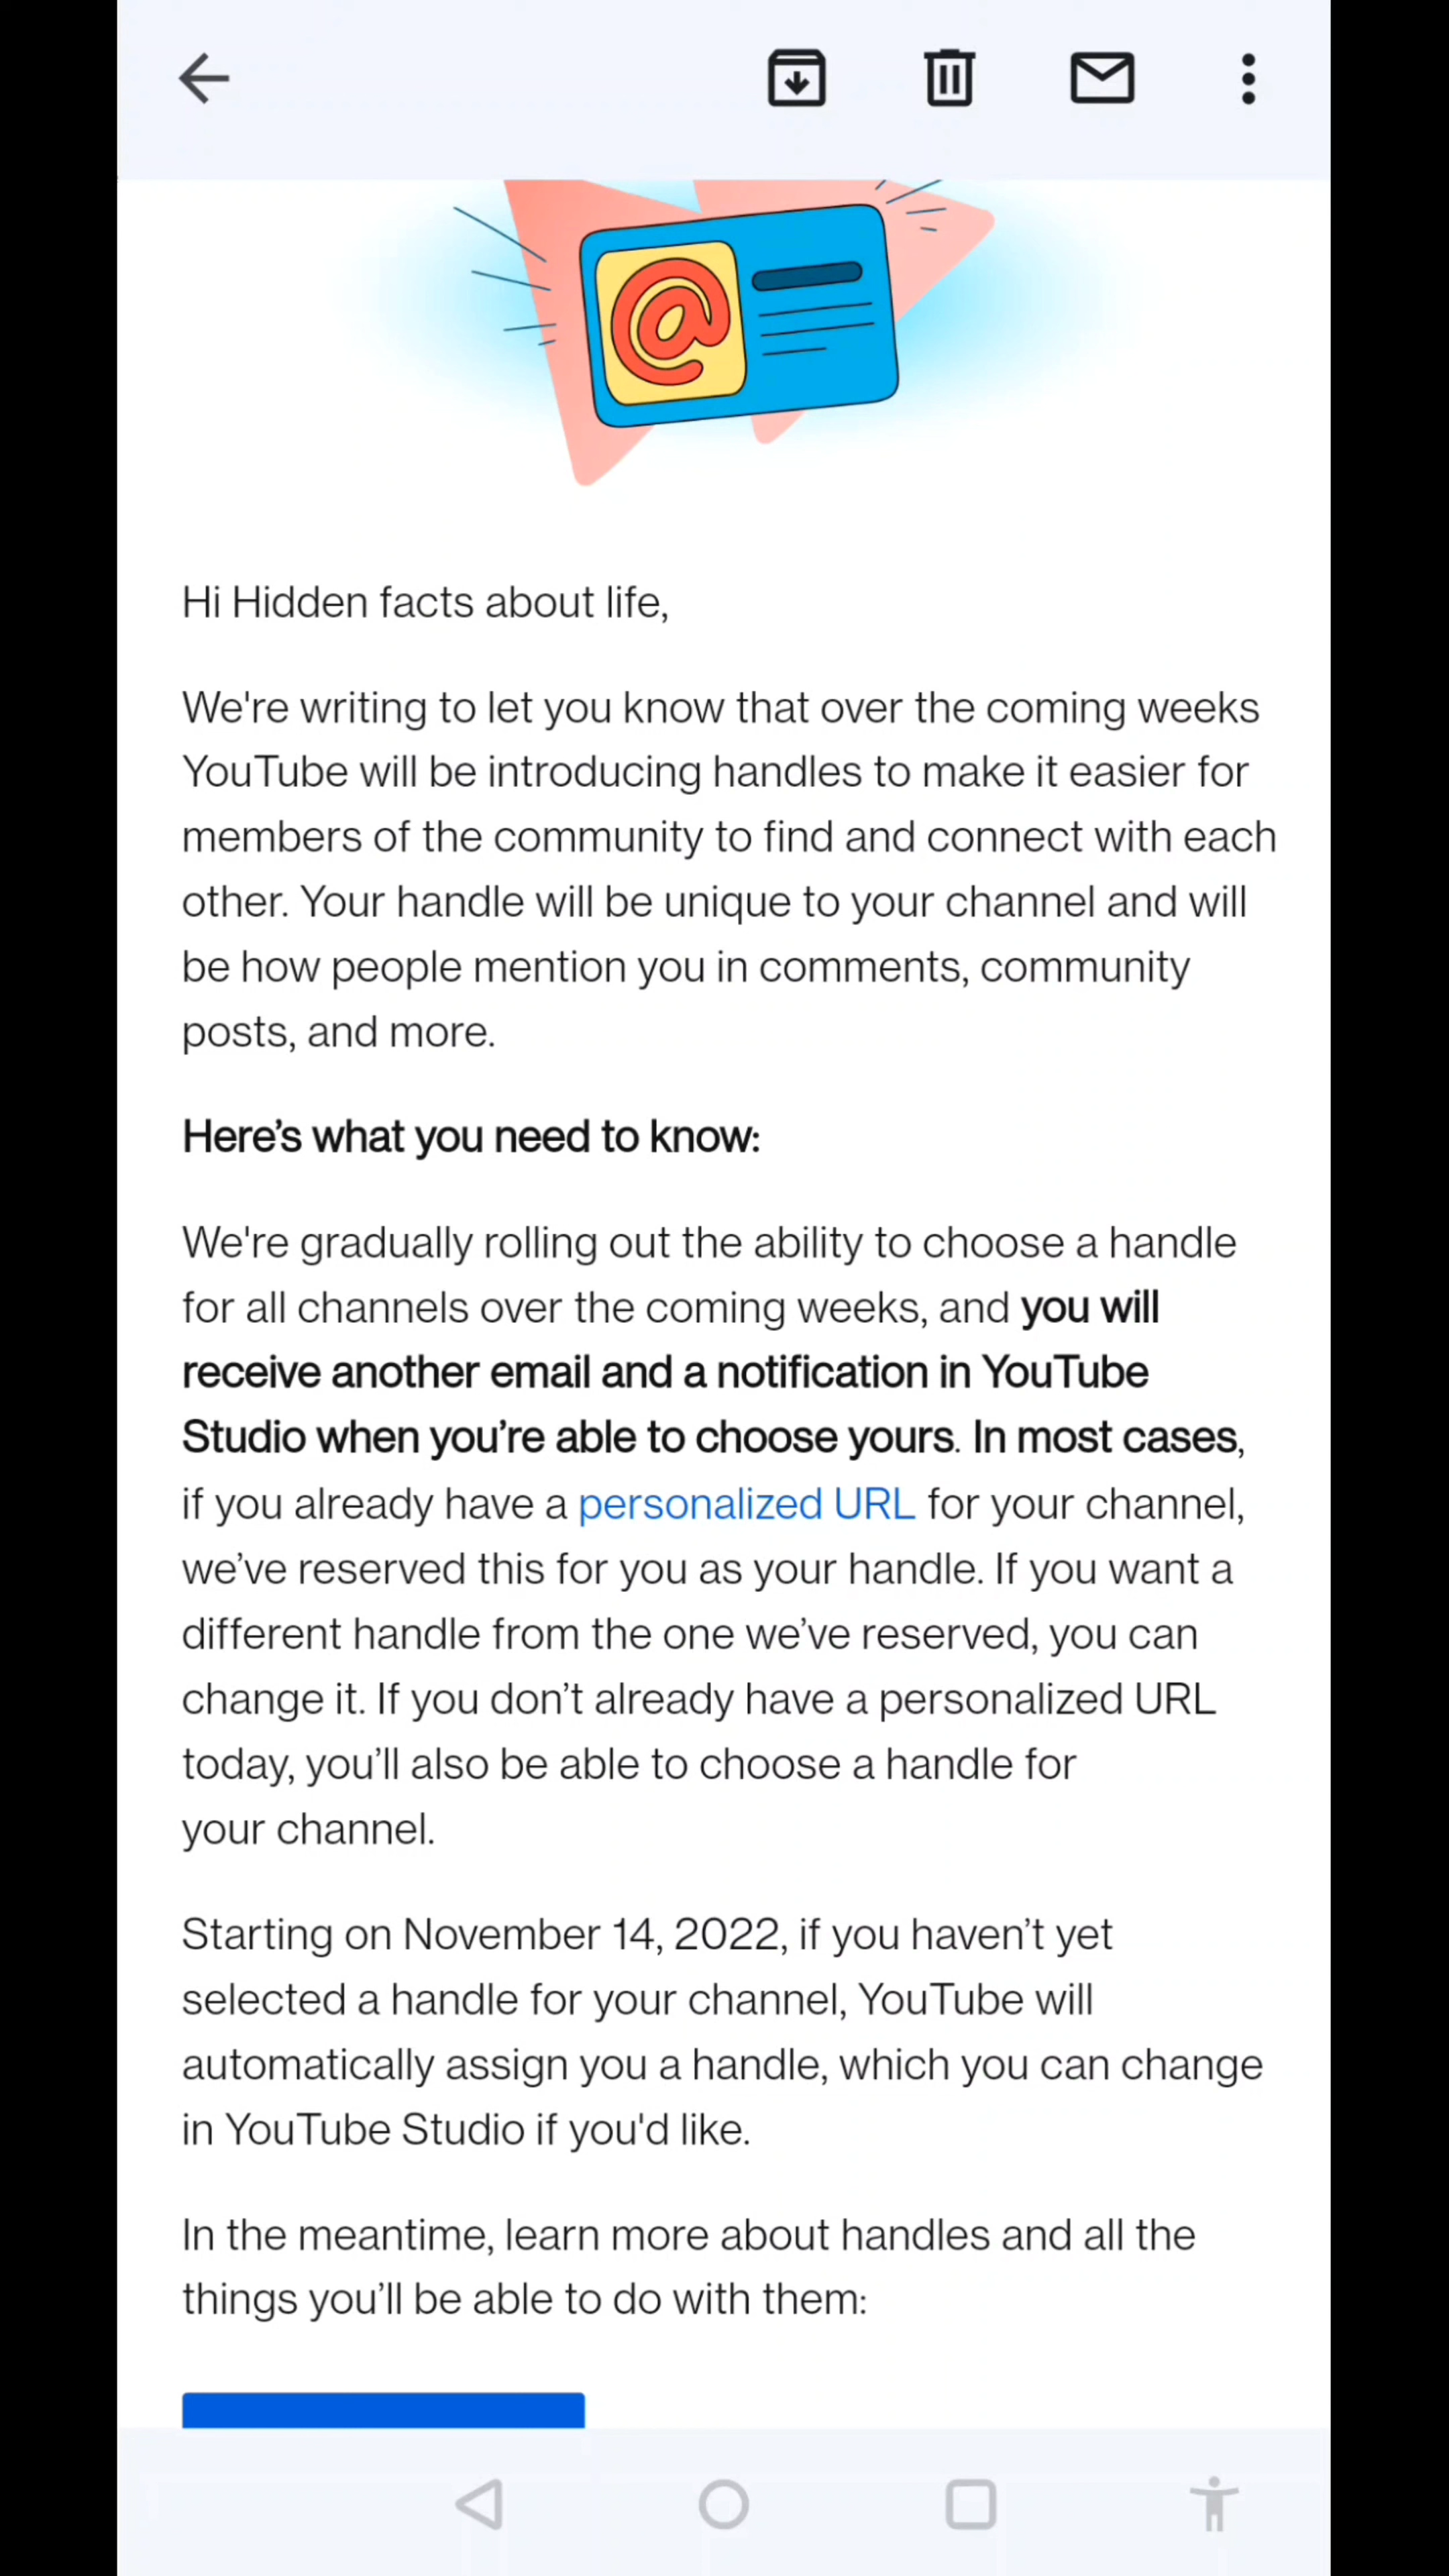 Hi Hidden facts about life,
We're writing to let you know that over the coming weeks
YouTube will be introducing handles to make it easier for
members of the community to find and connect with each
other. Your handle will be unique to your channel and will
be how people mention you in comments, community
posts, and more.
Here’s what you need to know:
We're gradually rolling out the ability to choose a handle
for all channels over the coming weeks, and you will
receive another email and a notification in YouTube
Studio when you’re able to choose yours. In most cases,
if you already have a personalized URL for your channel,
we’ve reserved this for you as your handle. If you want a
different handle from the one we’ve reserved, you can
change it. If you don’t already have a personalized URL
today, you’ll also be able to choose a handle for
your channel.
Starting on November 14, 2022, if you haven’t yet
selected a handle for your channel, YouTube will
automatically assign you a handle, which you can change
in YouTube Studio if you'd like.
In the meantime, learn more about handles and all the
things you’ll be able to do with them: